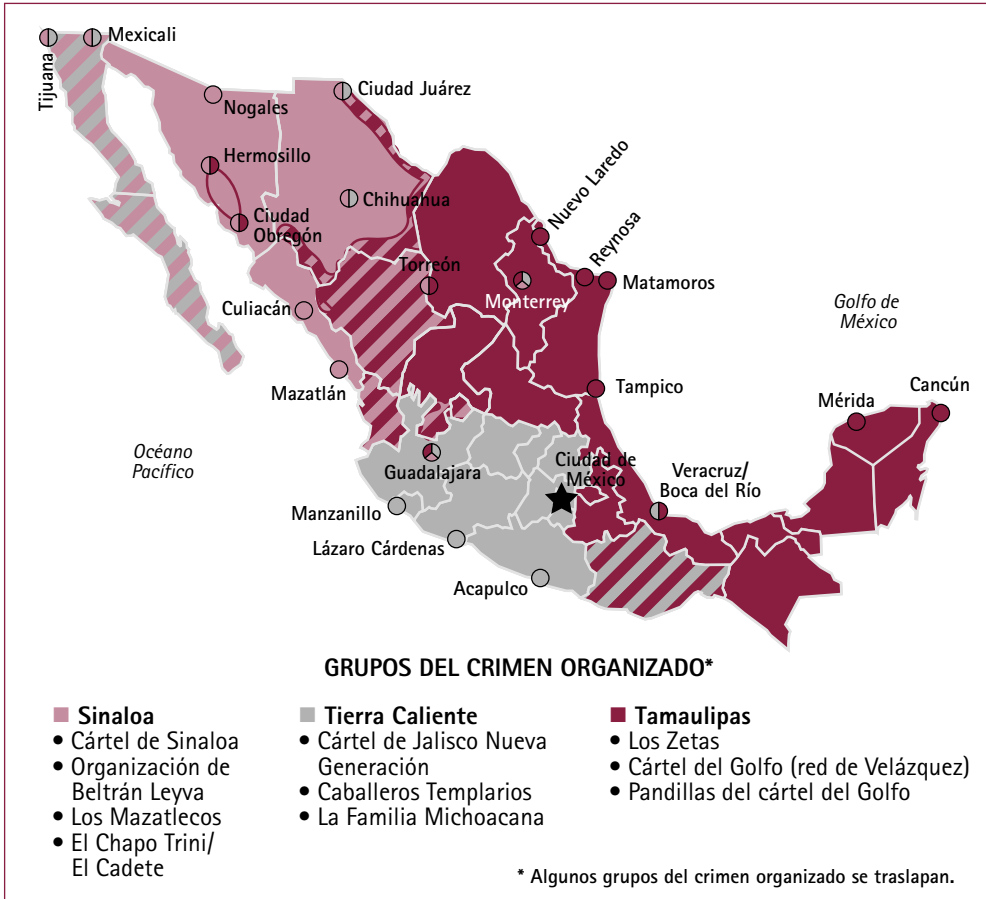 Tijuana
Mexicali
Nogales
Ciudad Juárez
Hermosillo
Chihuahua
Ciudad
Obregón
Nuevo Laredo
Reynosa
Torreón
Monterrey
Matamoros
Culiacán
Golfo de
México
Mazatlán
Tampico
Mérida
Cancún
Océano
Pacífico
Guadalajara
Ciudad de
México
Veracruz/
Boca del Río
Manzanillo
Lázaro Cárdenas
Acapulco
GRUPOS DEL CRIMEN ORGANIZADO*
Sinaloa
• Cártel de Sinaloa
• Organización de
Beltrán Leyva
• Los Mazatlecos
• El Chapo Trini/
El Cadete
Tierra Caliente
• Cártel de Jalisco Nueva
Generación
• Caballeros Templarios
• La Familia Michoacana
Tamaulipas
• Los Zetas
• Cártel del Golfo (red de Velázquez)
• Pandillas del cártel del Golfo
* Algunos grupos del crimen organizado se traslapan.